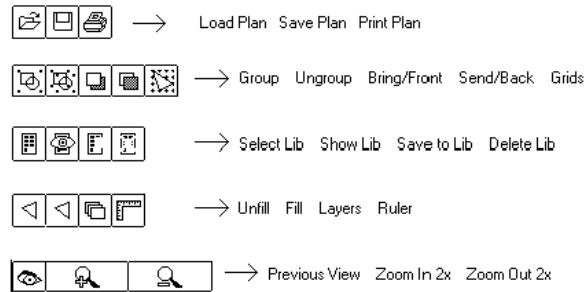 Load Plan Save Plan Print Plan
Group Ungroup Bring/Front Send/Back Grids
Select Lib Show Lib Save to Lib Delete Lib
Unfill Fill Layers Ruler
Previous View Zoom In 2x Zoom Out 2x